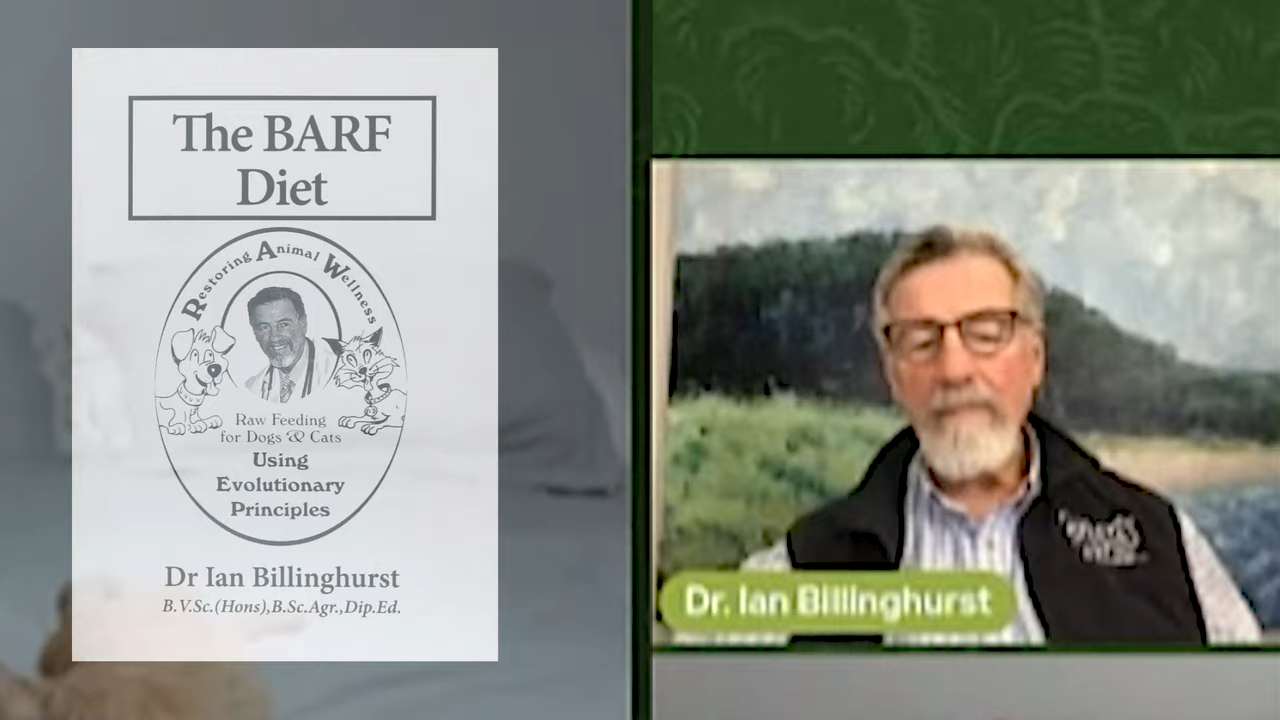 The BARF
Diet
Restoring Animal Wellness
Raw Feeding
for Dogs & Cats
Using
Evolutionary
Principles
Dr Ian Billinghurst
B.V.Sc.(Hons),B.Sc.Agr.,Dip.Ed.
Dr. Ian Billinghurst